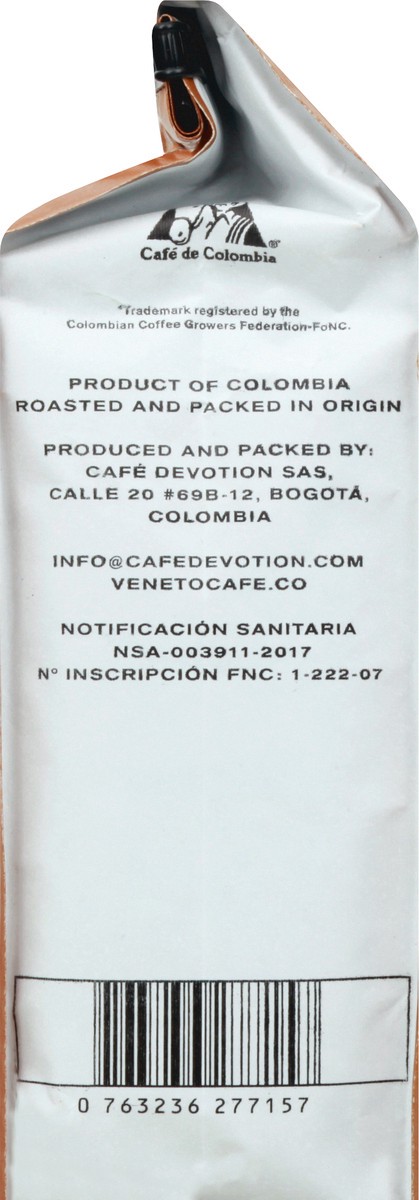 ®
Café de Colombia
*Trademark registered by the
Colombian Coffee Growers Federation-FoNC.
PRODUCT OF COLOMBIA
ROASTED AND PACKED IN ORIGIN
PRODUCED AND PACKED BY:
CAFÉ DEVOTION SAS,
CALLE 20 #69B-12, BOGOTÁ,
COLOMBIA
INFO@CAFEDEVOTION.COM
VENETOCAFE.CO
NOTIFICACIÓN SANITARIA
NSA-003911-2017
N° INSCRIPCIÓN FNC: 1-222-07
0 763236 277157